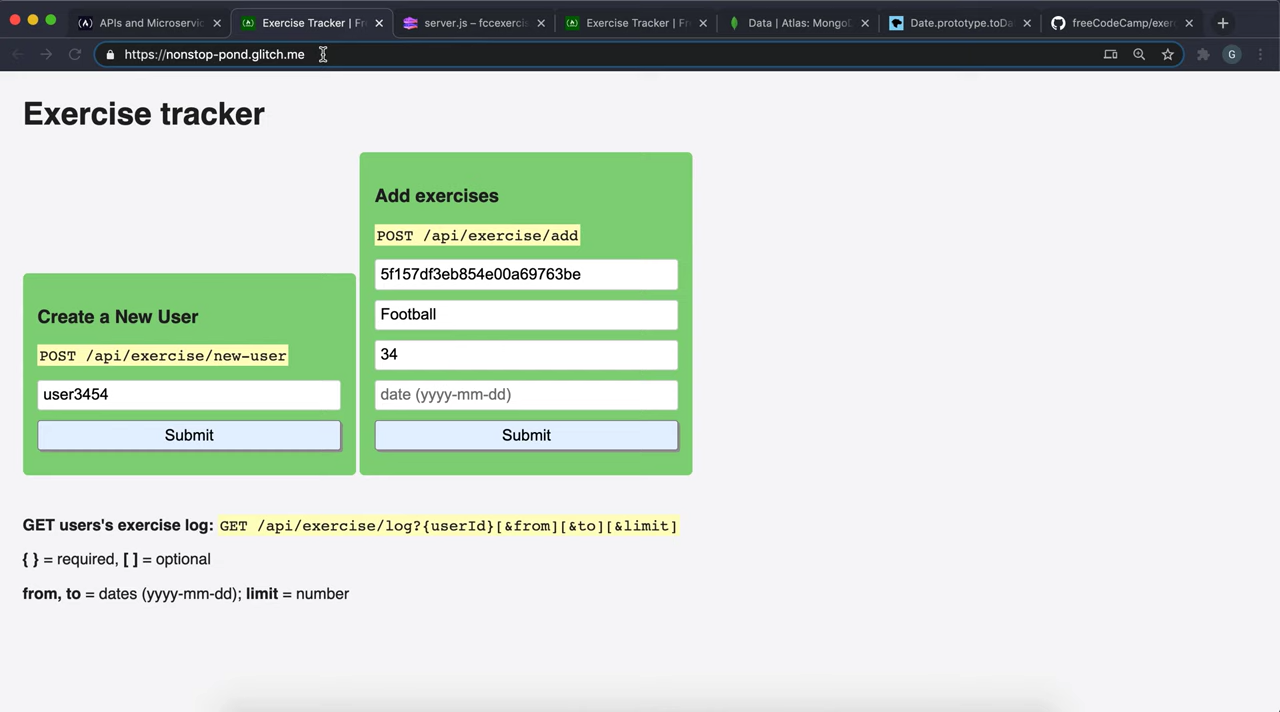 APIs and Microservic
Exercise Tracker | Fr
server.js – fccexercis
Exercise Tracker | Fre
Data | Atlas: MongoD
Date.prototype.toDa
freeCodeCamp/exer
https://nonstop-pond.glitch.me
G
Exercise tracker
Create a New User
POST /api/exercise/new-user
user3454
Submit
Add exercises
POST /api/exercise/add
5f157df3eb854e00a69763be
Football
34
date (yyyy-mm-dd)
Submit
GET users's exercise log: GET /api/exercise/log?{userId}[&from][&to][&limit]
{ } = required, [ ] = optional
from, to = dates (yyyy-mm-dd); limit = number